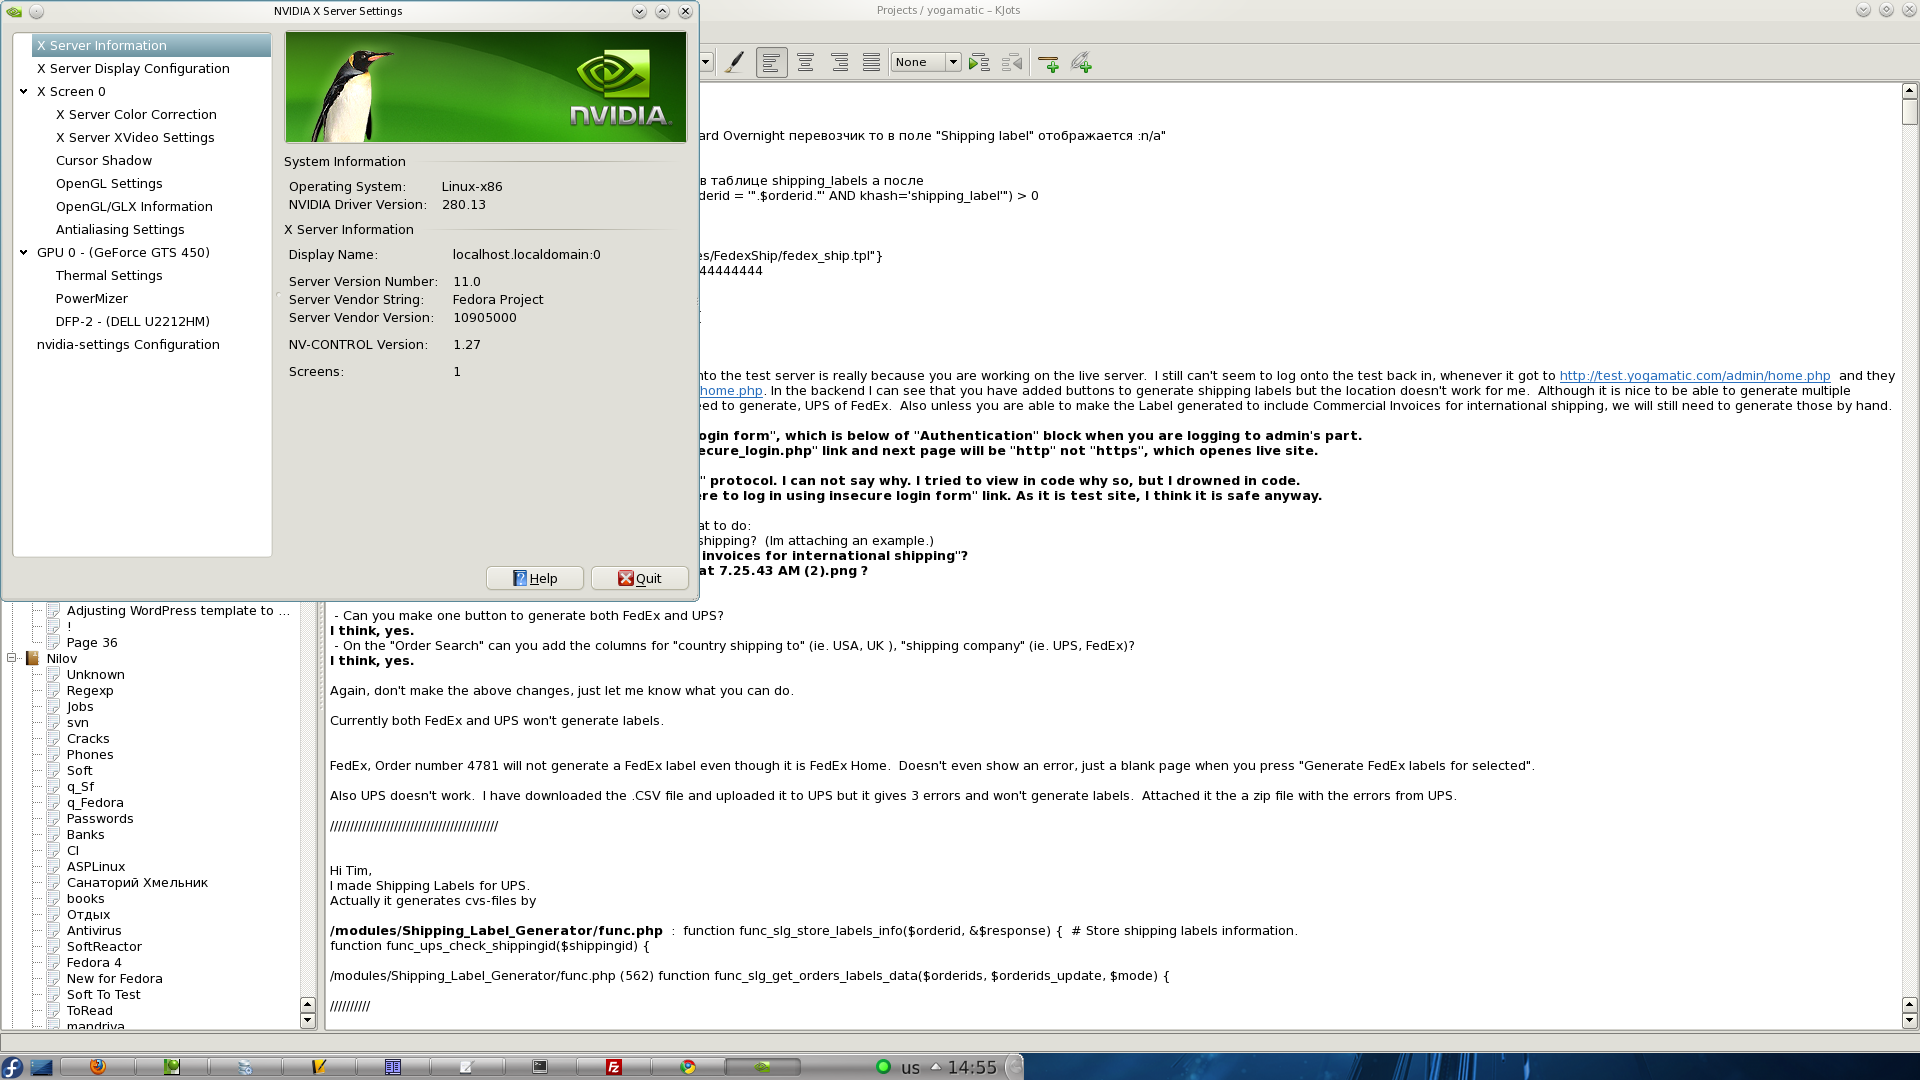 NVIDIA X Server Settings
X Server Information
X Server Display Configuration
X Screen 0
X Server Color Correction
X Server XVideo Settings
Cursor Shadow
OpenGL Settings
OpenGL/GLX Information
Antialiasing Settings
GPU 0 - (GeForce GTS 450)
Thermal Settings
PowerMizer
DFP-2 - (DELL U2212HM)
nvidia-settings Configuration
NVIDIA
System Information
Operating System: Linux-x86
NVIDIA Driver Version: 280.13
X Server Information
Display Name: localhost.localdomain:0
Server Version Number: 11.0
Server Vendor String: Fedora Project
Server Vendor Version: 10905000
NV-CONTROL Version: 1.27
Screens: 1
Help
Quit
Projects / yogamatic – KJots
None
ard Overnight перевозчик то в поле "Shipping label" отображается :n/a"
в таблице shipping_labels а после
derid = '".$orderid."' AND khash='shipping_label'") > 0
es/FedexShip/fedex_ship.tpl"}
44444444
nto the test server is really because you are working on the live server.  I still can't seem to log onto the test back in, whenever it got to http://test.yogamatic.com/admin/home.php  and they
home.php. In the backend I can see that you have added buttons to generate shipping labels but the location doesn't work for me.  Although it is nice to be able to generate multiple
eed to generate, UPS of FedEx.  Also unless you are able to make the Label generated to include Commercial Invoices for international shipping, we will still need to generate those by hand.
ogin form", which is below of "Authentication" block when you are logging to admin's part.
ecure_login.php" link and next page will be "http" not "https", which openes live site.
" protocol. I can not say why. I tried to view in code why so, but I drowned in code.
ere to log in using insecure login form" link. As it is test site, I think it is safe anyway.
at to do:
shipping?  (Im attaching an example.)
invoices for international shipping"?
at 7.25.43 AM (2).png ?
- Can you make one button to generate both FedEx and UPS?
I think, yes.
- On the "Order Search" can you add the columns for "country shipping to" (ie. USA, UK ), "shipping company" (ie. UPS, FedEx)?
I think, yes.
Again, don't make the above changes, just let me know what you can do.
Currently both FedEx and UPS won't generate labels.
FedEx, Order number 4781 will not generate a FedEx label even though it is FedEx Home.  Doesn't even show an error, just a blank page when you press "Generate FedEx labels for selected".
Also UPS doesn't work.  I have downloaded the .CSV file and uploaded it to UPS but it gives 3 errors and won't generate labels.  Attached it the a zip file with the errors from UPS.
//////////////////////////////////////////
Hi Tim,
I made Shipping Labels for UPS.
Actually it generates cvs-files by
/modules/Shipping_Label_Generator/func.php  :  function func_slg_store_labels_info($orderid, &$response) {  # Store shipping labels information.
function func_ups_check_shippingid($shippingid) {
/modules/Shipping_Label_Generator/func.php (562) function func_slg_get_orders_labels_data($orderids, $orderids_update, $mode) {
//////////
Adjusting WordPress template to ...
!
Page 36
Nilov
Unknown
Regexp
Jobs
svn
Cracks
Phones
Soft
q_Sf
q_Fedora
Passwords
Banks
CI
ASPLinux
Санаторий Хмельник
books
Отдых
Antivirus
SoftReactor
Fedora 4
New for Fedora
Soft To Test
ToRead
mandriva
us
14:55